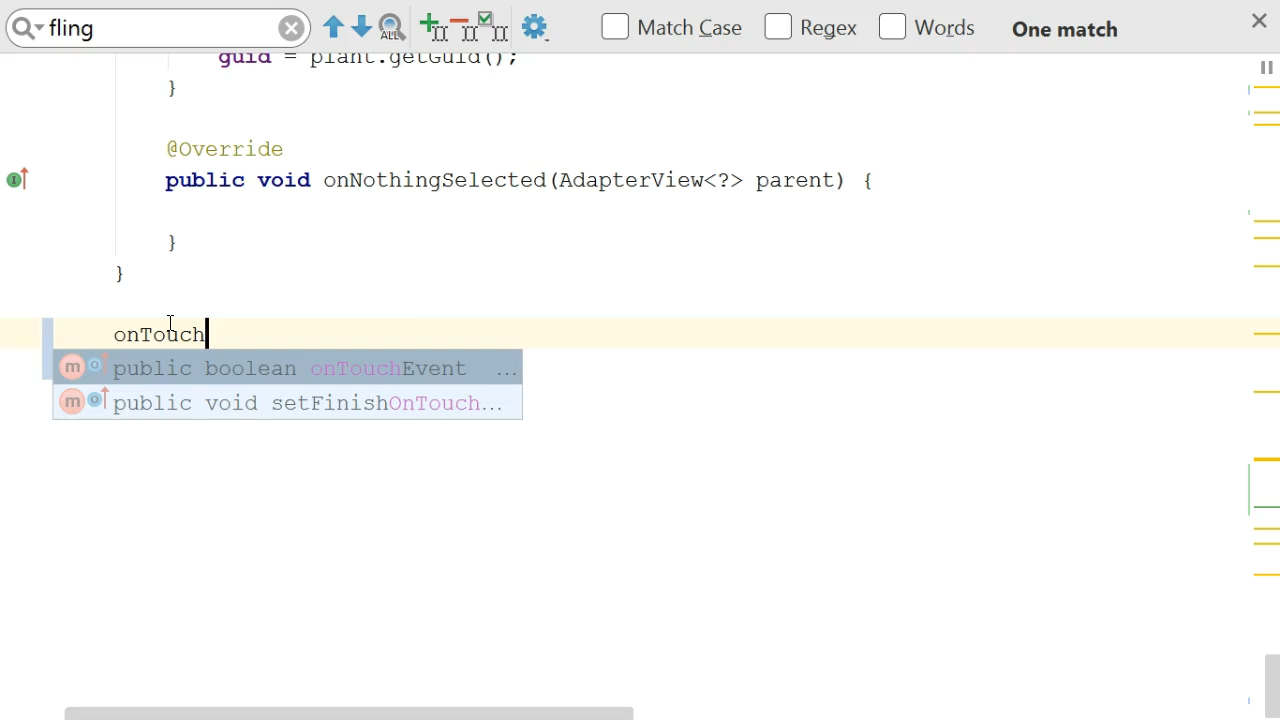 fling
ALL
Match Case
Regex
Words
One match
guid = plant.getGuid();
}
@Override
public void onNothingSelected(AdapterView<?> parent) {
}
}
onTouch
m o public boolean onTouchEvent ...
m o public void setFinishOnTouch...